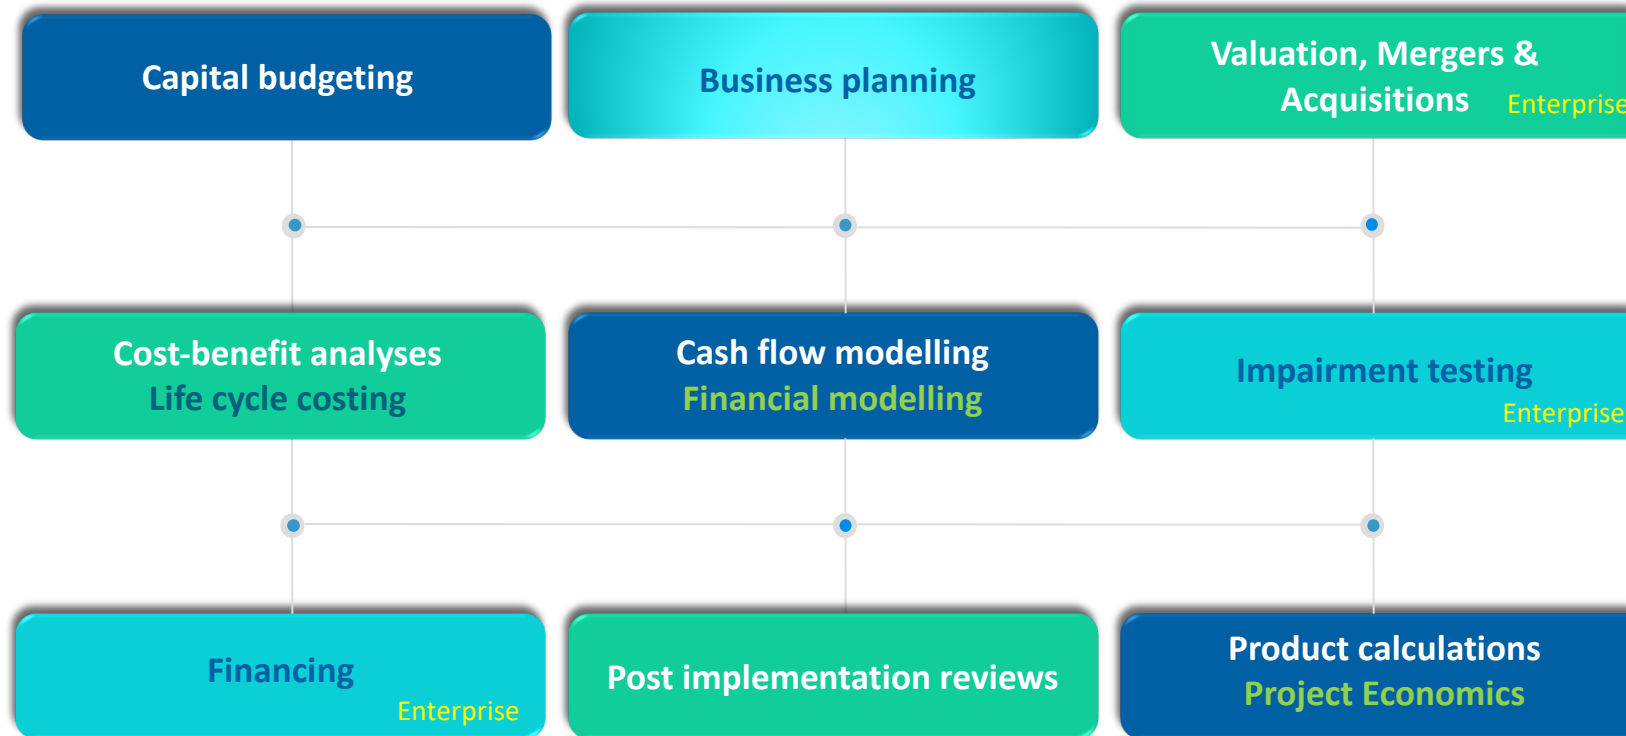 Capital budgeting
Business planning
Valuation, Mergers &
Acquisitions
Enterprise
Cost-benefit analyses
Life cycle costing
Cash flow modelling
Financial modelling
Impairment testing
Enterprise
Financing
Enterprise
Post implementation reviews
Product calculations
Project Economics